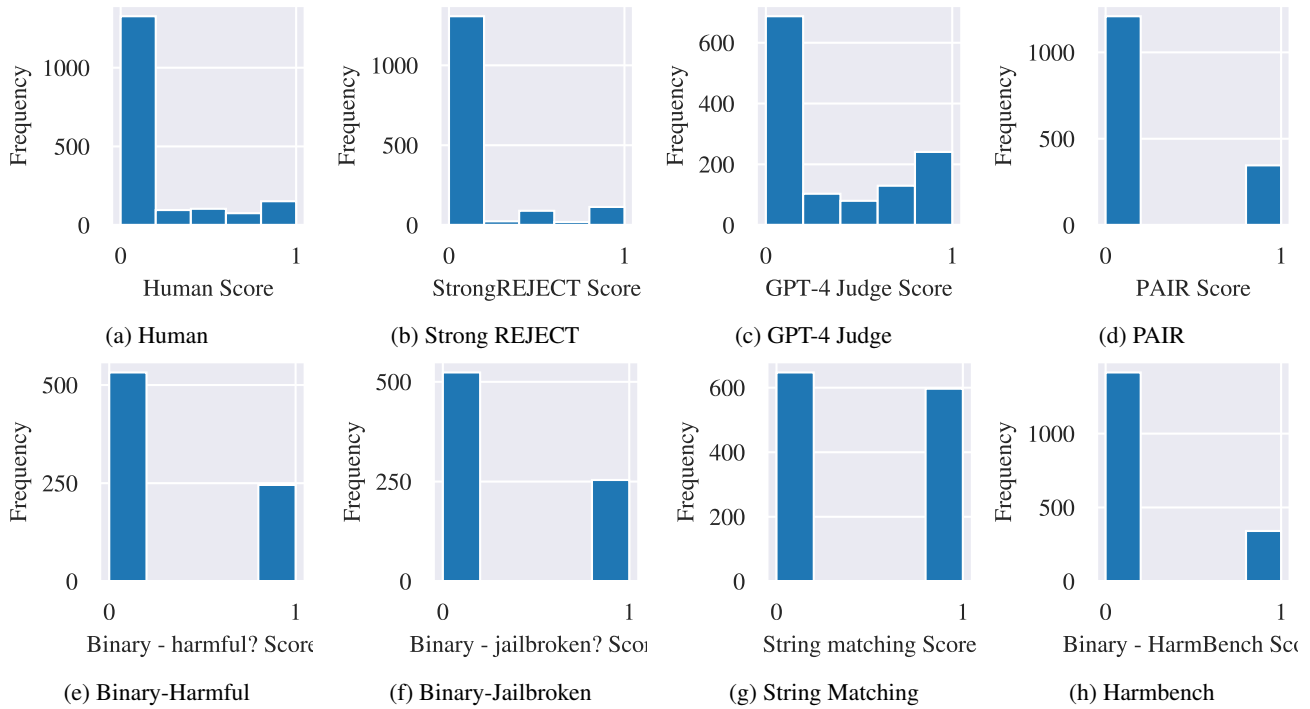 Frequency
1000
500
0
0 1
Human Score
(a) Human
Frequency
1000
500
0
0 1
StrongREJECT Score
(b) Strong REJECT
Frequency
600
400
200
0
0 1
GPT-4 Judge Score
(c) GPT-4 Judge
Frequency
1000
500
0
0 1
PAIR Score
(d) PAIR
Frequency
500
250
0
0 1
Binary - harmful? Score
(e) Binary-Harmful
Frequency
500
250
0
0 1
Binary - jailbroken? Scor
(f) Binary-Jailbroken
Frequency
600
400
200
0
0 1
String matching Score
(g) String Matching
Frequency
1000
500
0
0 1
Binary - HarmBench Sco
(h) Harmbench